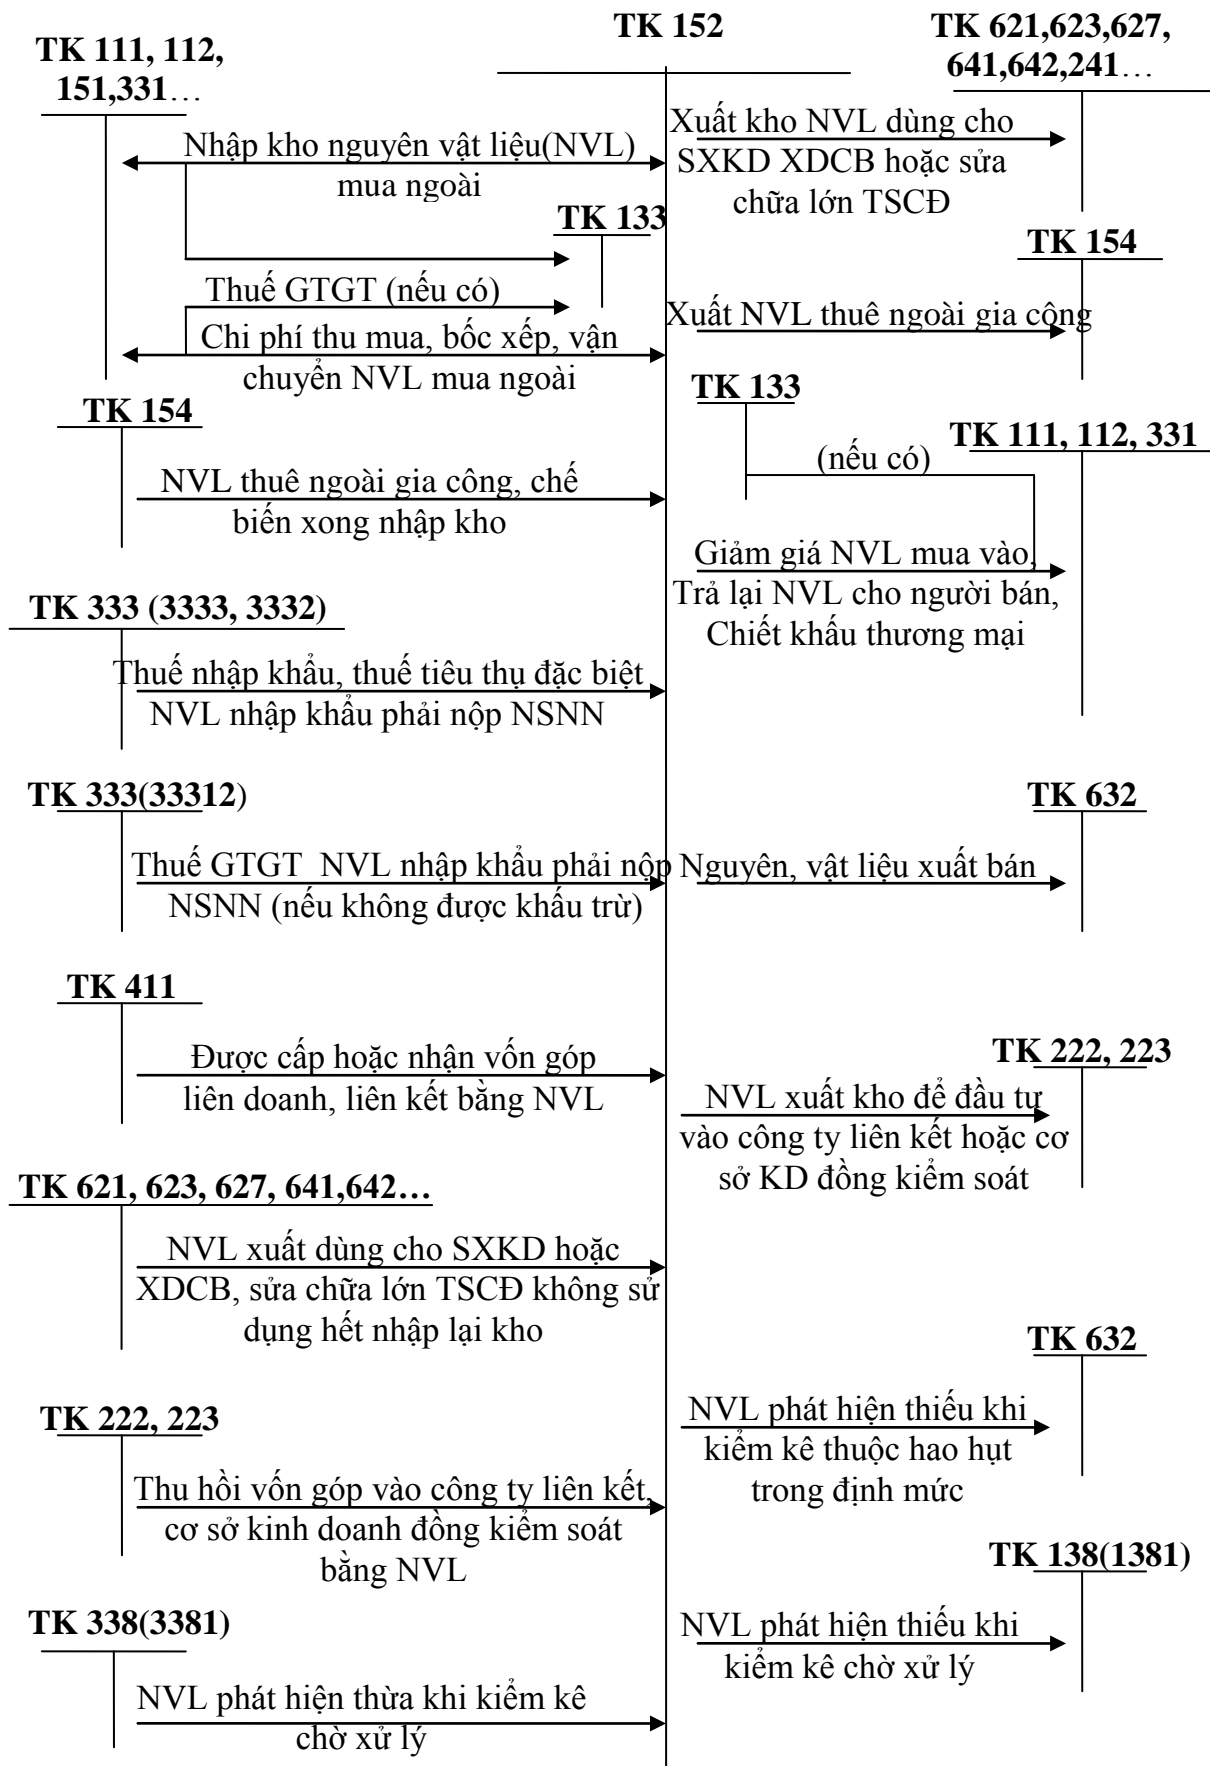 TK 152
TK 621,623,627,
641,642,241…
TK 111, 112,
151,331…
Nhập kho nguyên vật liệu(NVL)
mua ngoài
Xuất kho NVL dùng cho
SXKD XDCB hoặc sửa
chữa lớn TSCĐ
TK 133
TK 154
Thuế GTGT (nếu có)
Xuất NVL thuê ngoài gia công
Chi phí thu mua, bốc xếp, vận
chuyển NVL mua ngoài
TK 133
TK 154
TK 111, 112, 331
(nếu có)
NVL thuê ngoài gia công, chế
biến xong nhập kho
Giảm giá NVL mua vào,
Trả lại NVL cho người bán,
Chiết khấu thương mại
TK 333 (3333, 3332)
Thuế nhập khẩu, thuế tiêu thụ đặc biệt
NVL nhập khẩu phải nộp NSNN
TK 333(33312)
TK 632
Thuế GTGT NVL nhập khẩu phải nộp
NSNN (nếu không được khấu trừ)
Nguyên, vật liệu xuất bán
TK 411
Được cấp hoặc nhận vốn góp
liên doanh, liên kết bằng NVL
TK 222, 223
NVL xuất kho để đầu tư
vào công ty liên kết hoặc cơ
sở KD đồng kiểm soát
TK 621, 623, 627, 641,642…
NVL xuất dùng cho SXKD hoặc
XDCB, sửa chữa lớn TSCĐ không sử
dụng hết nhập lại kho
TK 632
NVL phát hiện thiếu khi
kiểm kê thuộc hao hụt
trong định mức
TK 222, 223
Thu hồi vốn góp vào công ty liên kết,
cơ sở kinh doanh đồng kiểm soát
bằng NVL
TK 138(1381)
NVL phát hiện thiếu khi
kiểm kê chờ xử lý
TK 338(3381)
NVL phát hiện thừa khi kiểm kê
chờ xử lý